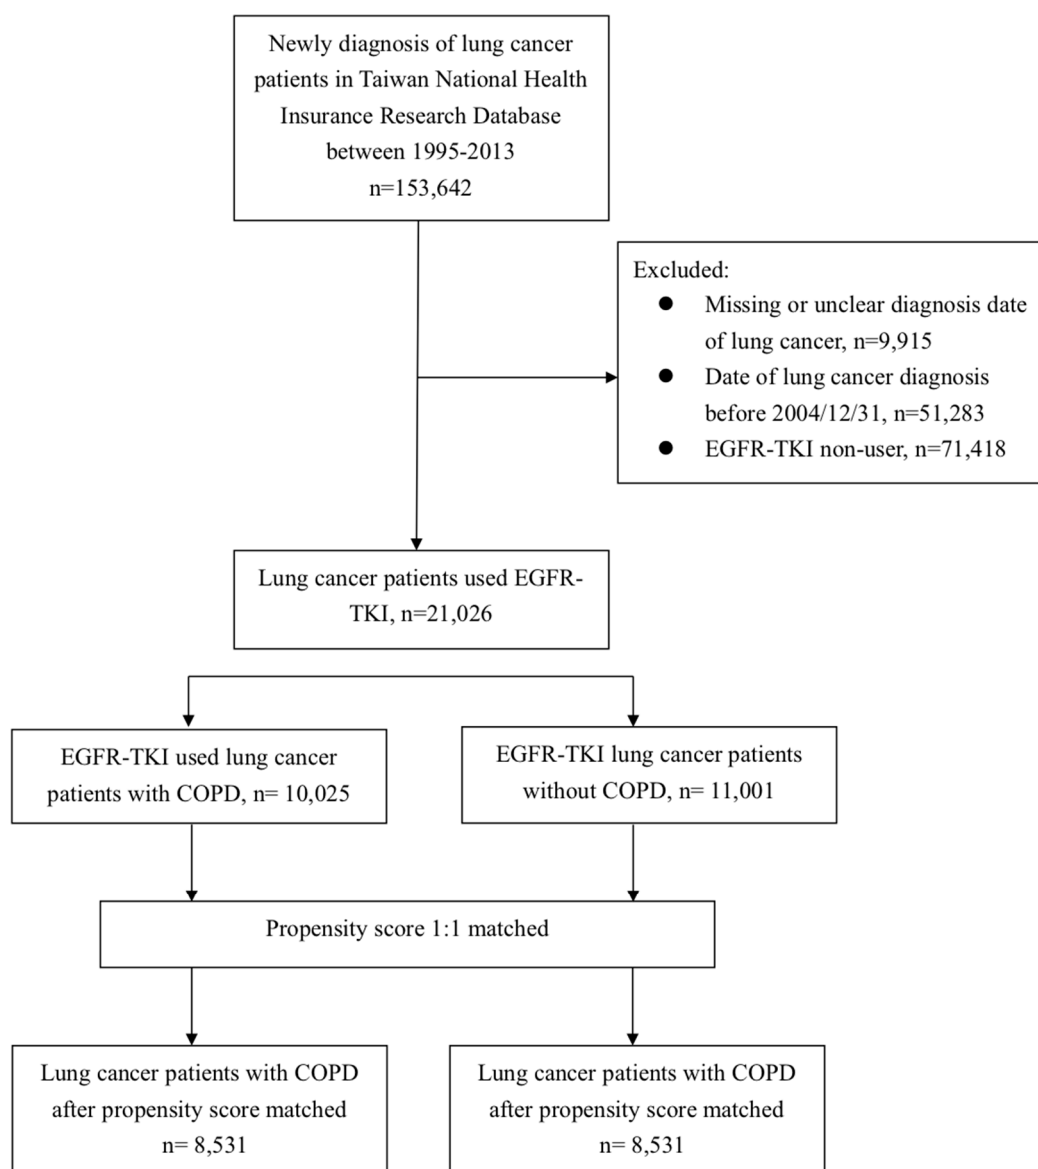 Newly diagnosis of lung cancer
patients in Taiwan National Health
Insurance Research Database
between 1995-2013
n=153,642
Excluded:
● Missing or unclear diagnosis date
of lung cancer, n=9,915
● Date of lung cancer diagnosis
before 2004/12/31, n=51,283
● EGFR-TKI non-user, n=71,418
Lung cancer patients used EGFR-
TKI, n=21,026
EGFR-TKI used lung cancer
patients with COPD, n= 10,025
EGFR-TKI lung cancer patients
without COPD, n= 11,001
Propensity score 1:1 matched
Lung cancer patients with COPD
after propensity score matched
n= 8,531
Lung cancer patients with COPD
after propensity score matched
n= 8,531